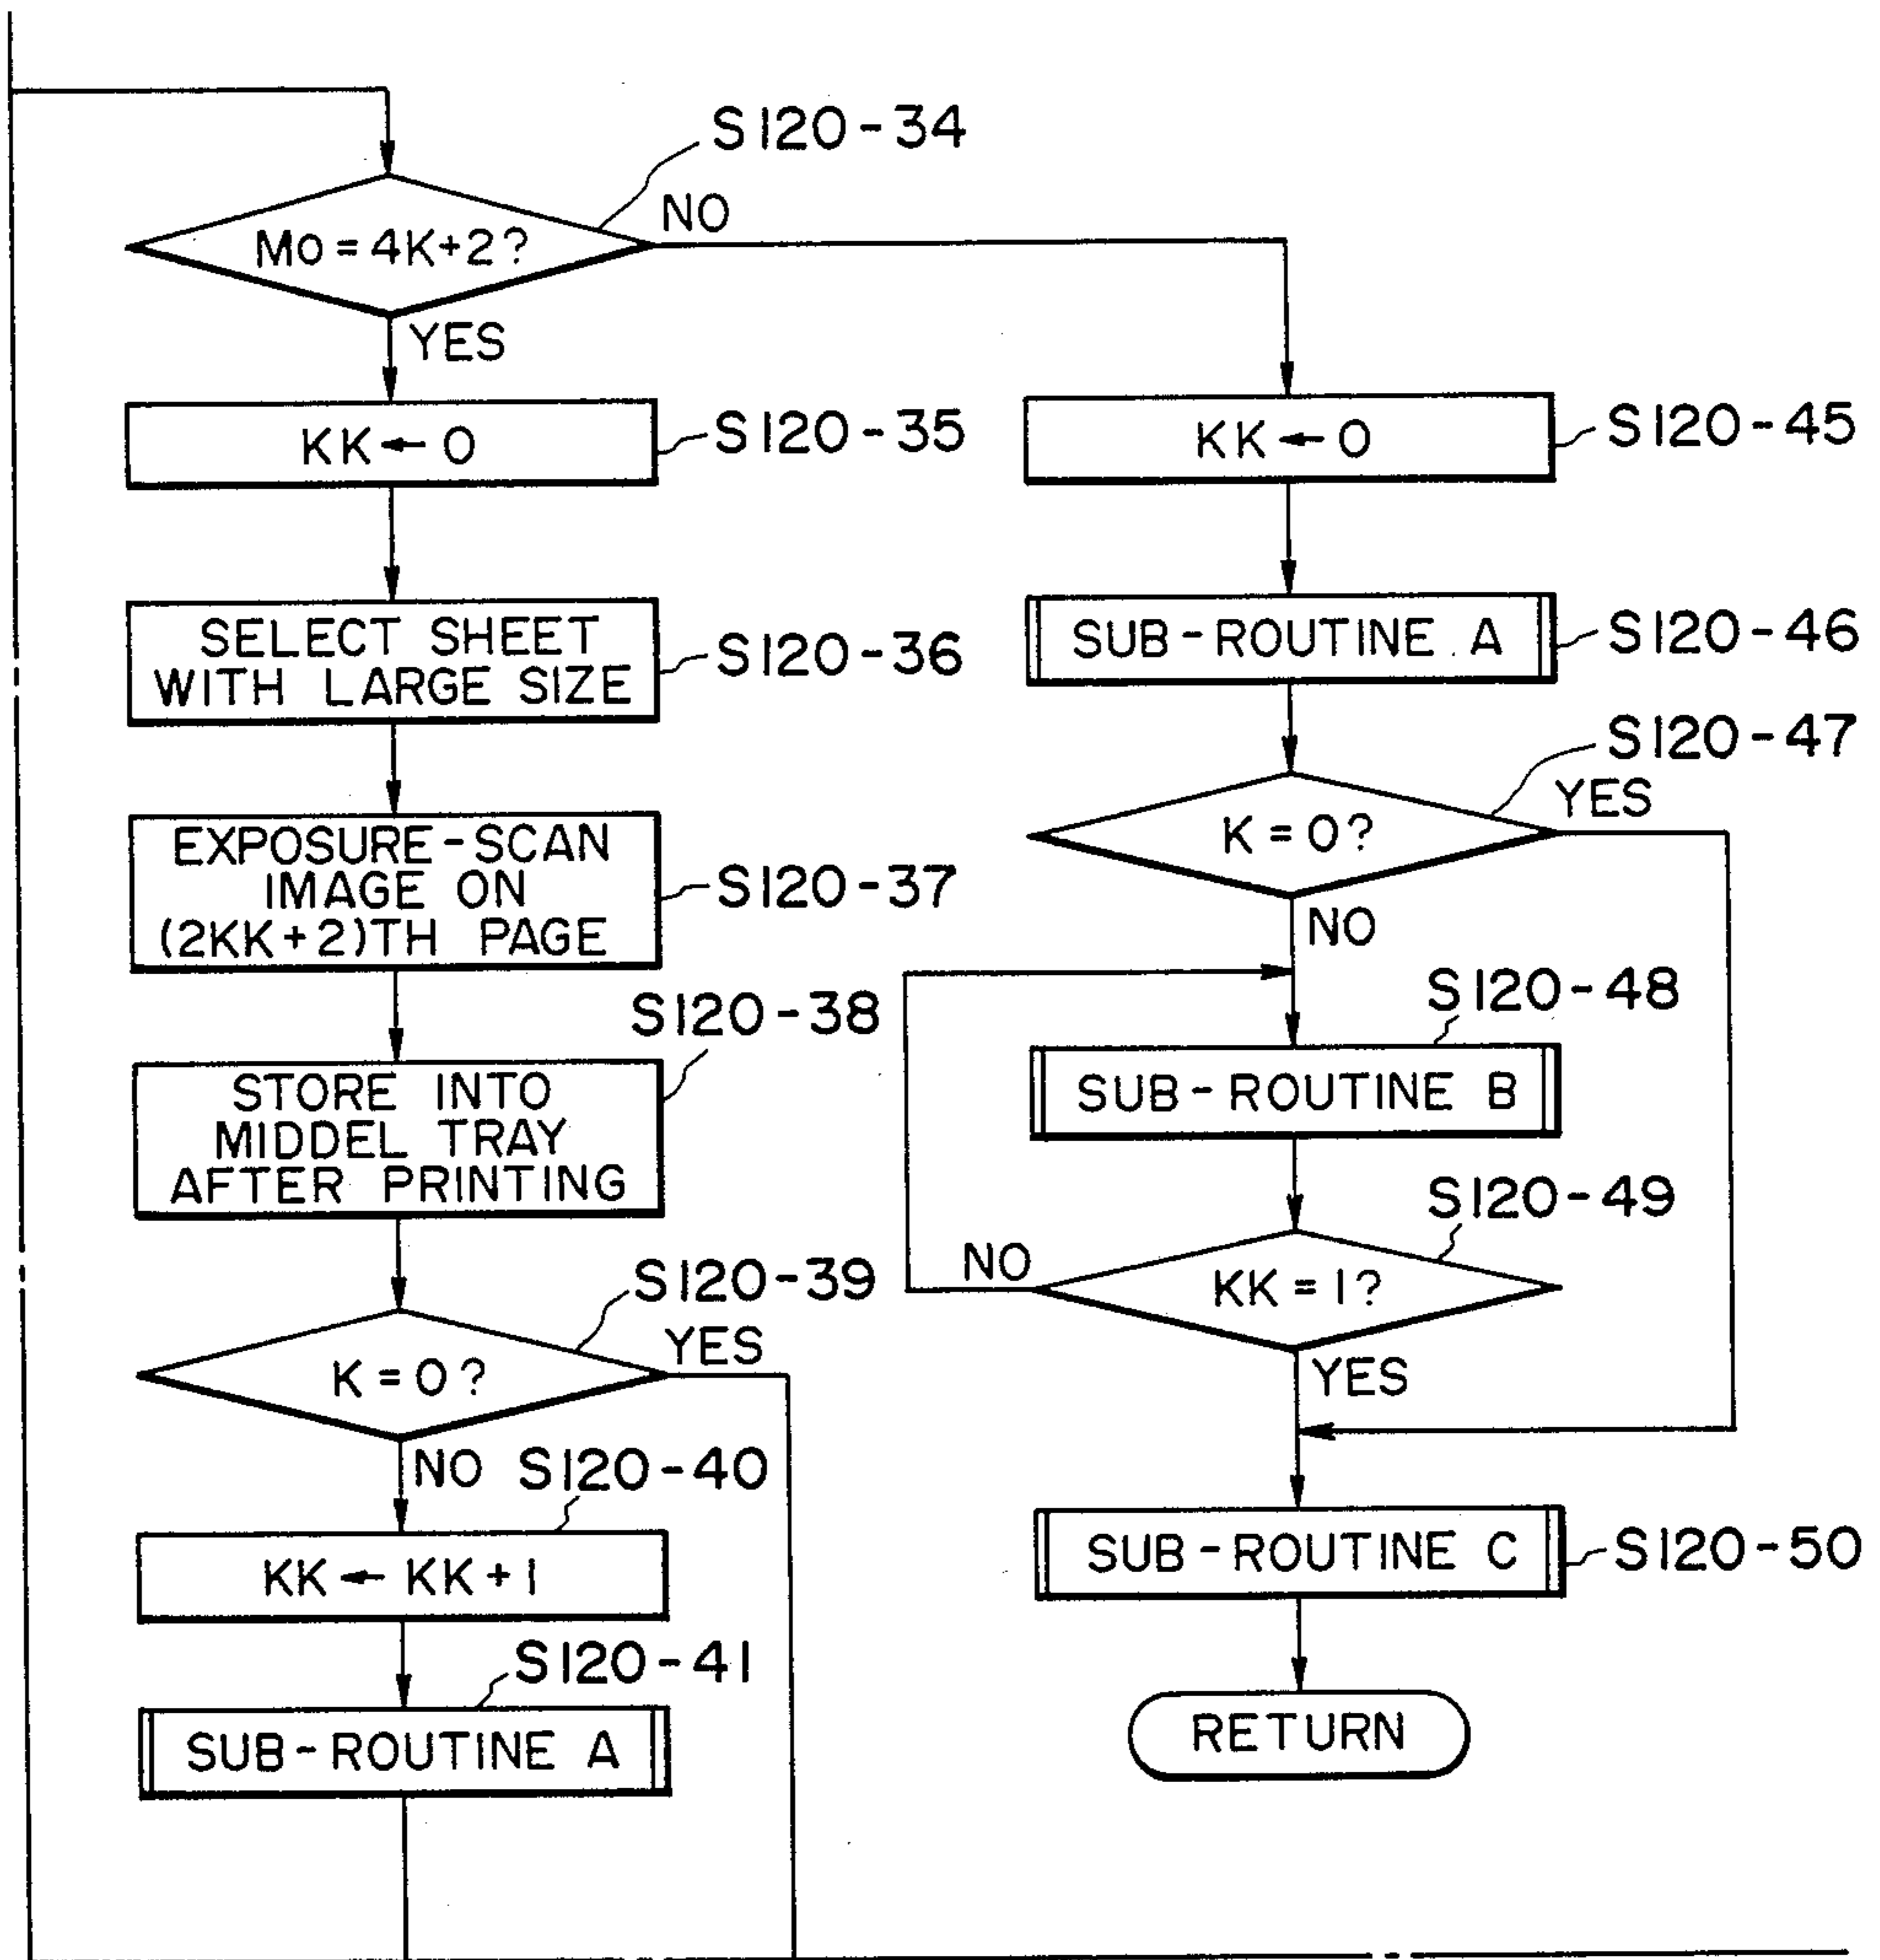 S120-34
MO=4K+2?
NO
YES
KK←0
S120-35
SELECT SHEET
WITH LARGE SIZE
S120-36
EXPOSURE-SCAN
IMAGE ON
(2KK+2)TH PAGE
S120-37
S120-38
STORE INTO
MIDDEL TRAY
AFTER PRINTING
S120-39
K=0?
YES
NO
S120-40
KK←KK+1
S120-41
SUB-ROUTINE A
KK←0
S120-45
SUB-ROUTINE A
S120-46
S120-47
K=0?
YES
NO
S120-48
SUB-ROUTINE B
S120-49
NO
KK=1?
YES
SUB-ROUTINE C
S120-50
RETURN